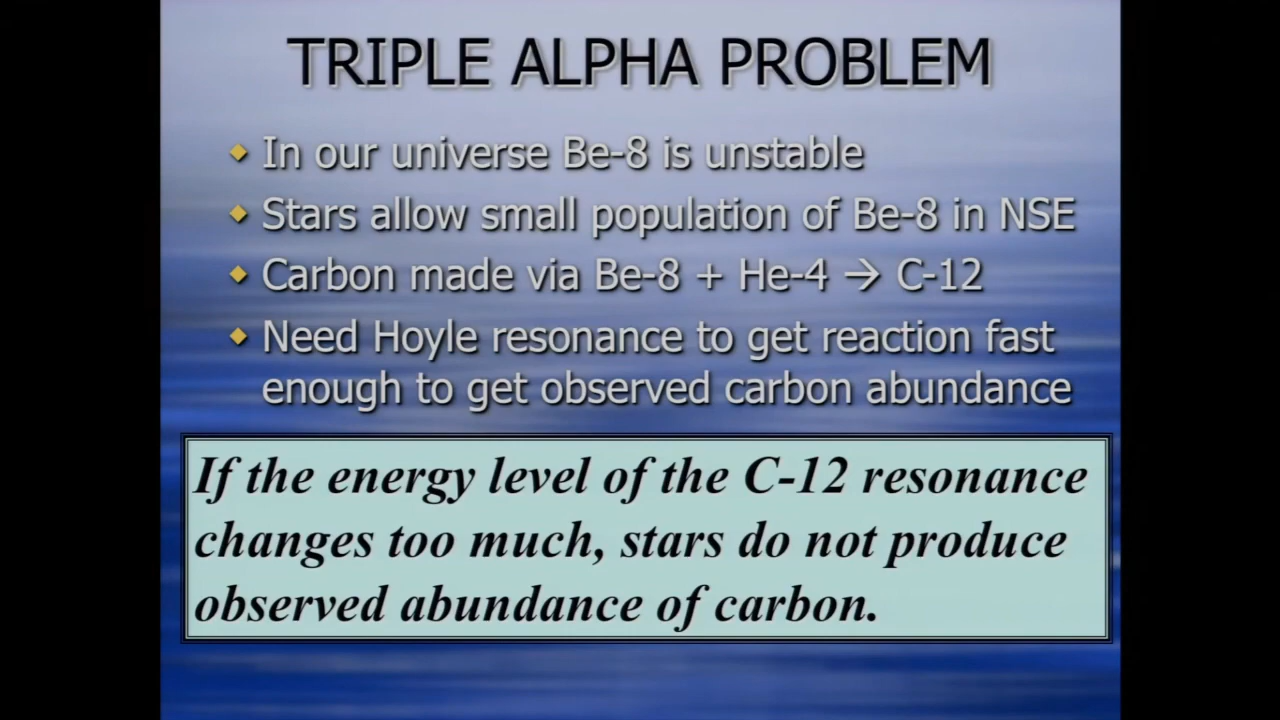 TRIPLE ALPHA PROBLEM
In our universe Be-8 is unstable
Stars allow small population of Be-8 in NSE
Carbon made via Be-8 + He-4 → C-12
Need Hoyle resonance to get reaction fast
enough to get observed carbon abundance
If the energy level of the C-12 resonance
changes too much, stars do not produce
observed abundance of carbon.